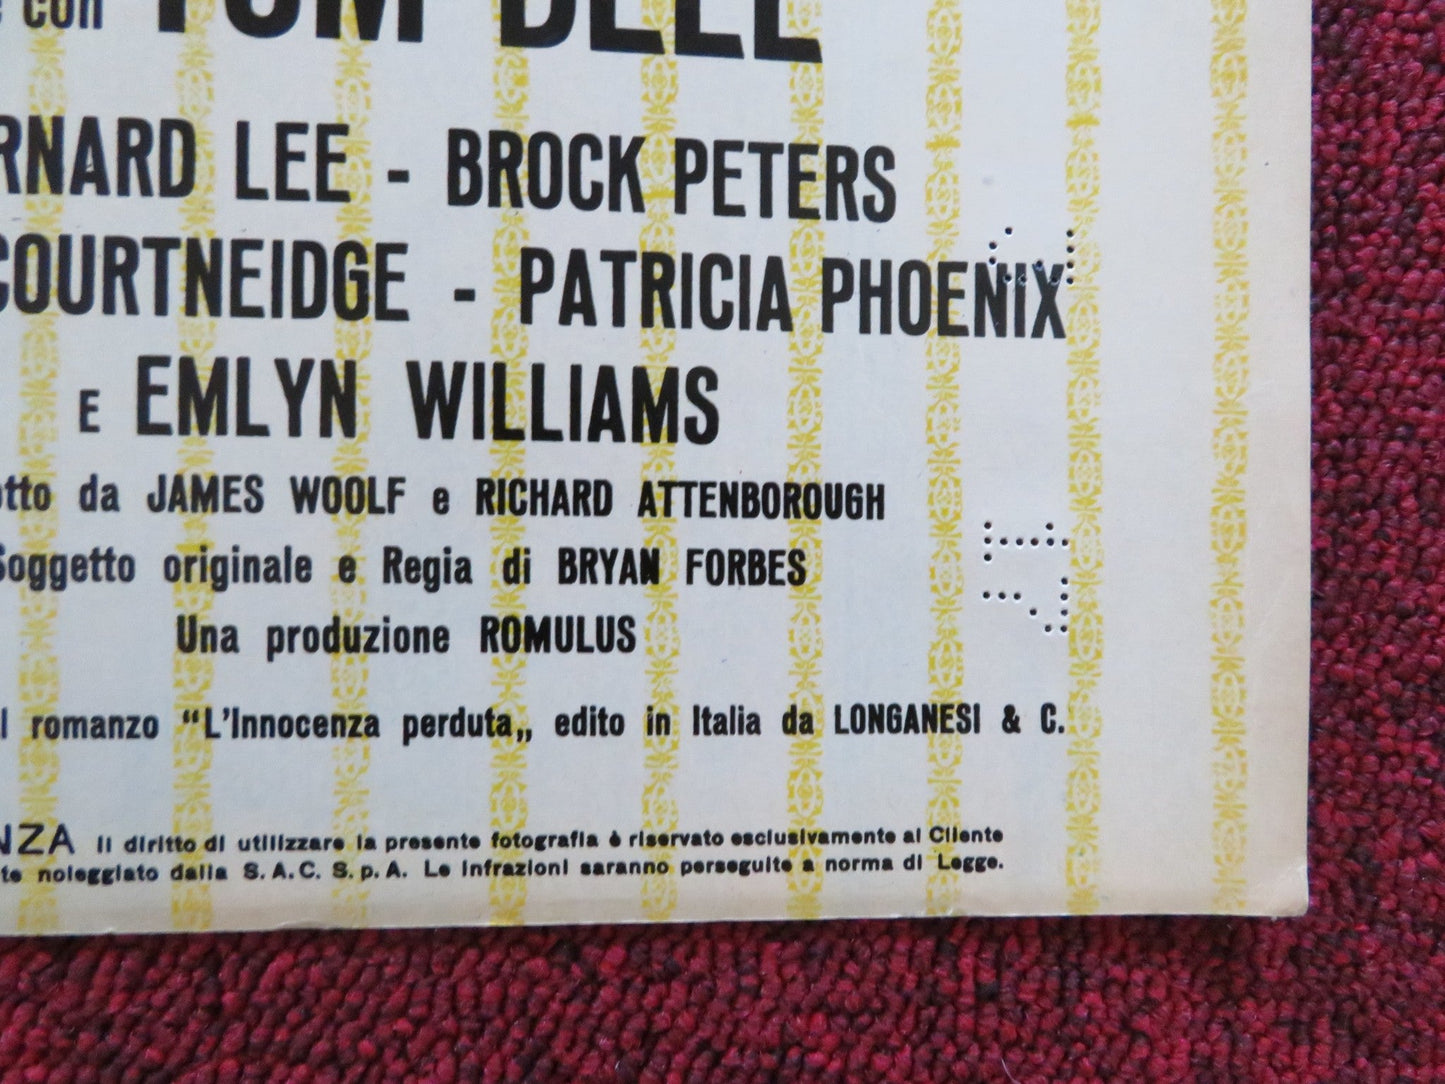 con TOM BELL
RNARD LEE - BROCK PETERS
COURTNEIDGE - PATRICIA PHOENIX
E EMLYN WILLIAMS
otto da JAMES WOOLF e RICHARD ATTENBOROUGH
Soggetto originale e Regia di BRYAN FORBES
Una produzione ROMULUS
l romanzo "L'Innocenza perduta„ edito in Italia da LONGANESI & C.
NZA Il diritto di utilizzare la presente fotografia è riservato esclusivamente al Cliente
te noleggiato dalla S.A.C. S.p.A. Le infrazioni saranno perseguite a norma di Legge.